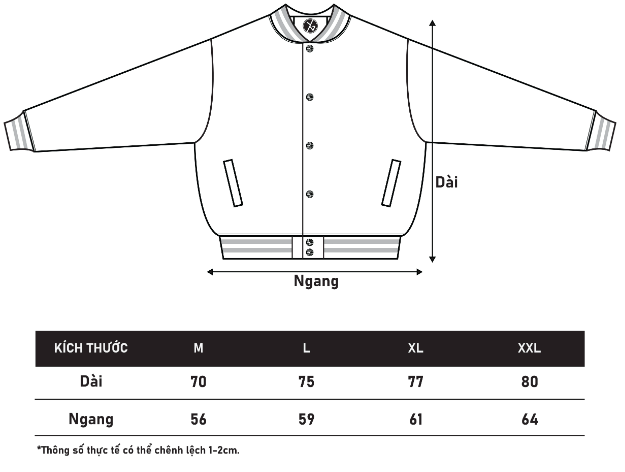 Dài
Ngang
KÍCH THƯỚC M L XL XXL
Dài 70 75 77 80
Ngang 56 59 61 64
*Thông số thực tế có thể chênh lệch 1-2cm.